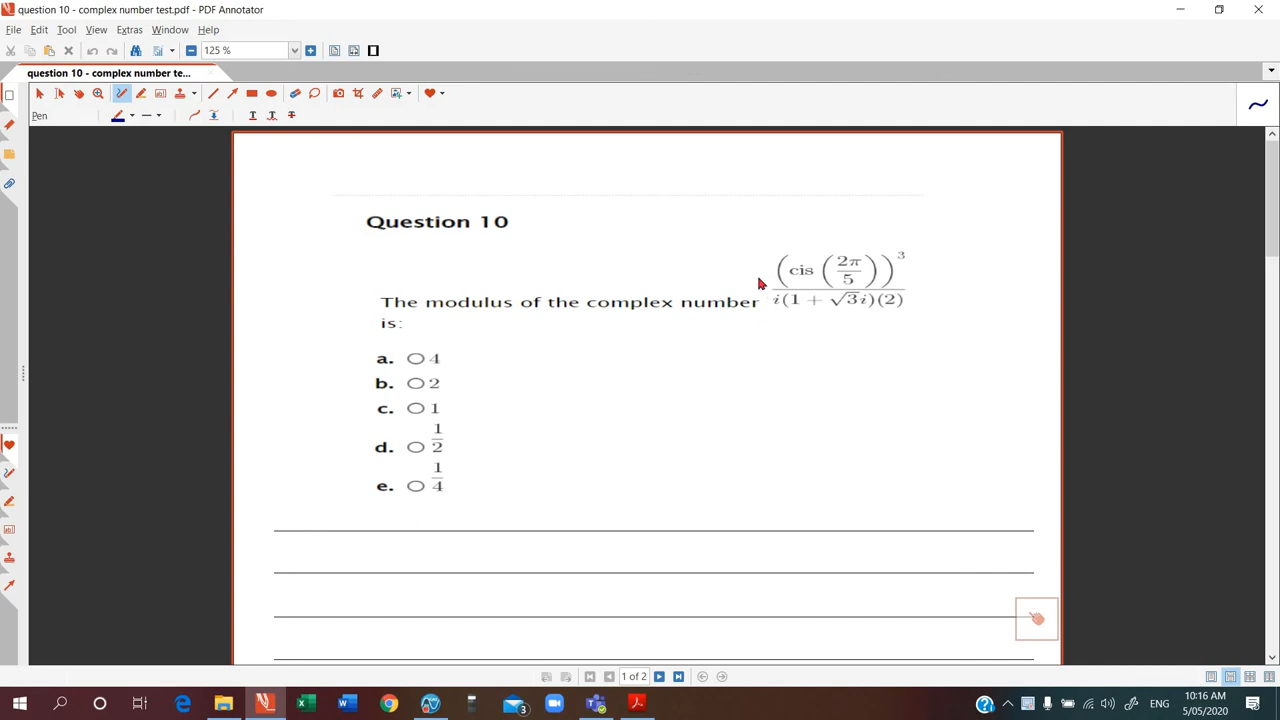 question 10 - complex number test.pdf - PDF Annotator
File Edit Tool View Extras Window Help
125 %
question 10 - complex number te...
Pen
Question 10
The modulus of the complex number (cis (2π/5))^3 / i(1 + √3i)(2)
is:
a. 4
b. 2
c. 1
d. 1/2
e. 1/4
1 of 2
3
ENG
10:16 AM
5/05/2020